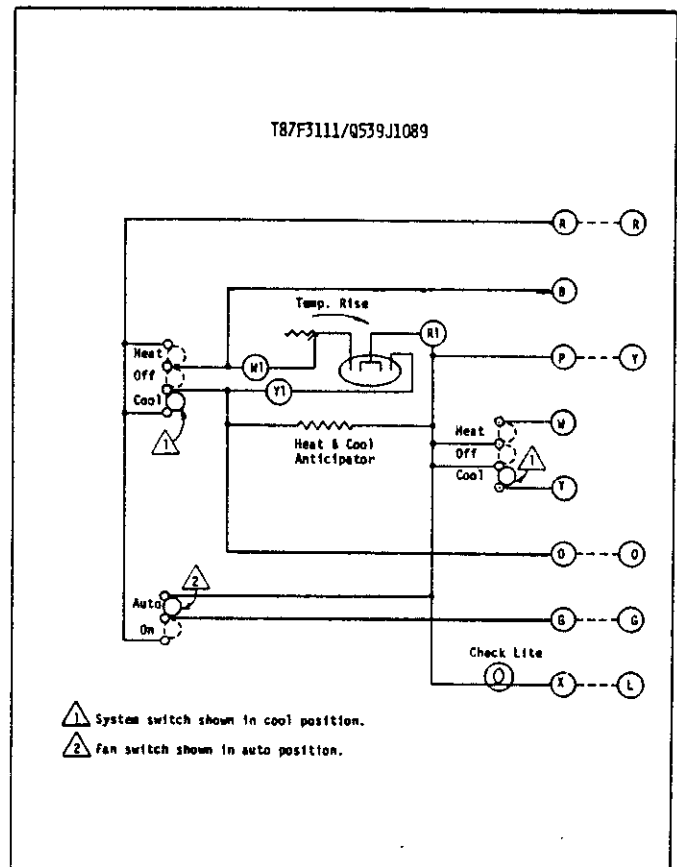 T87F3111/Q539J1089
R R
B
Temp. Rise
R1
P Y
Heat
W1
Off
Y1
Cool
1
Heat & Cool
Anticipator
Heat
Off
Cool
1
W
Y
O O
2
Auto
On
G G
Check Lite
X L
1 System switch shown in cool position.
2 Fan switch shown in auto position.